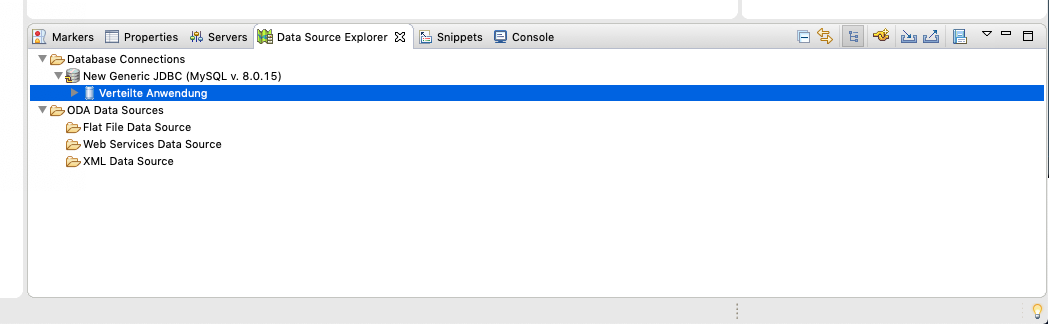 Markers Properties Servers Data Source Explorer Snippets Console
Database Connections
New Generic JDBC (MySQL v. 8.0.15)
Verteilte Anwendung
ODA Data Sources
Flat File Data Source
Web Services Data Source
XML Data Source